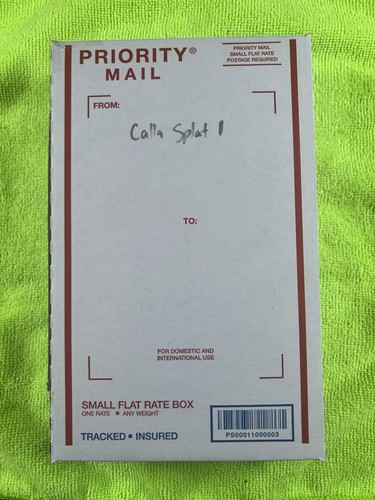 PRIORITY®
MAIL
PRIORITY MAIL
SMALL FLAT RATE
POSTAGE REQUIRED
FROM:
Calla Splat 1
TO:
FOR DOMESTIC AND
INTERNATIONAL USE
SMALL FLAT RATE BOX
ONE RATE ■ ANY WEIGHT
TRACKED ■ INSURED
PS00011000003